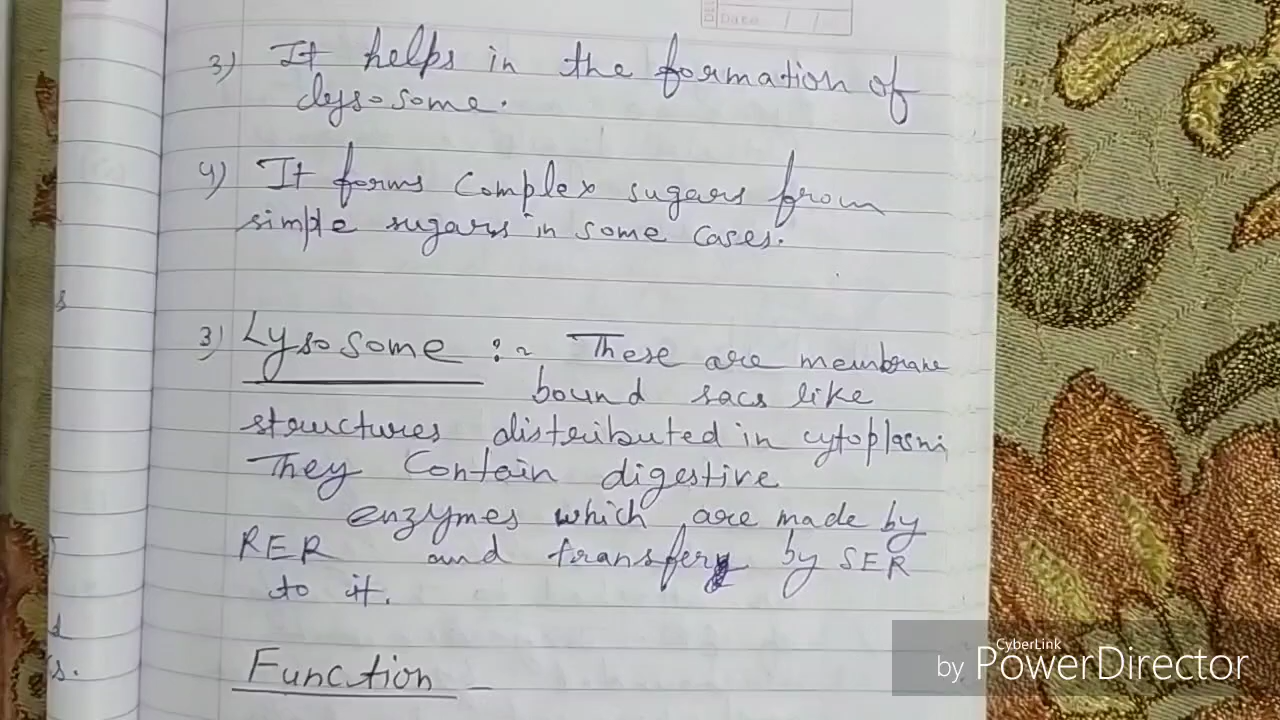 Date / /
3) It helps in the formation of
lysosome.
4) It forms Complex sugars from
simple sugars in some cases.
s
3) Lysosome :~ These are membrane
bound sacs like
structures distributed in cytoplasm
They Contain digestive
enzymes which are made by
RER and transfer by SER
to it.
d
s.
Function –
CyberLink
by PowerDirector